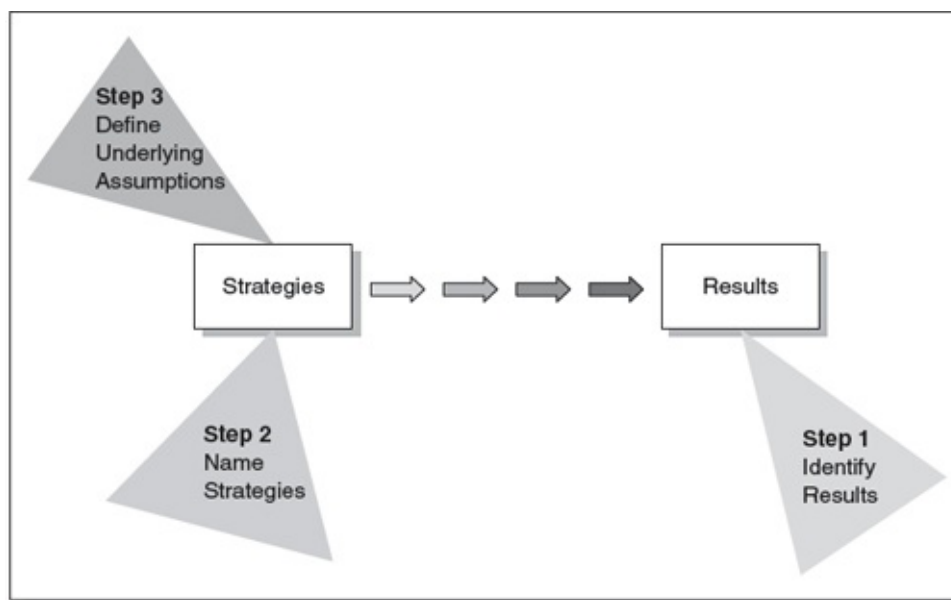 Step 3
Define
Underlying
Assumptions
Strategies
Results
Step 2
Name
Strategies
Step 1
Identify
Results